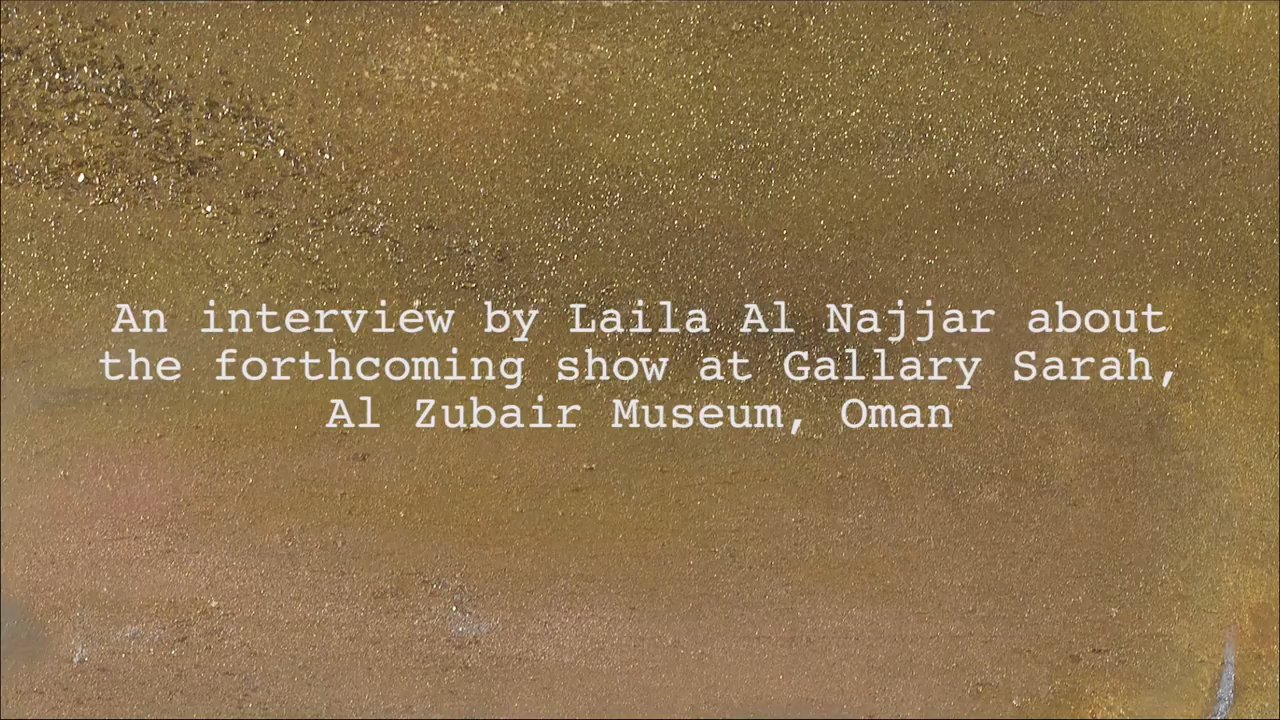 An interview by Laila Al Najjar about
the forthcoming show at Gallary Sarah,
Al Zubair Museum, Oman